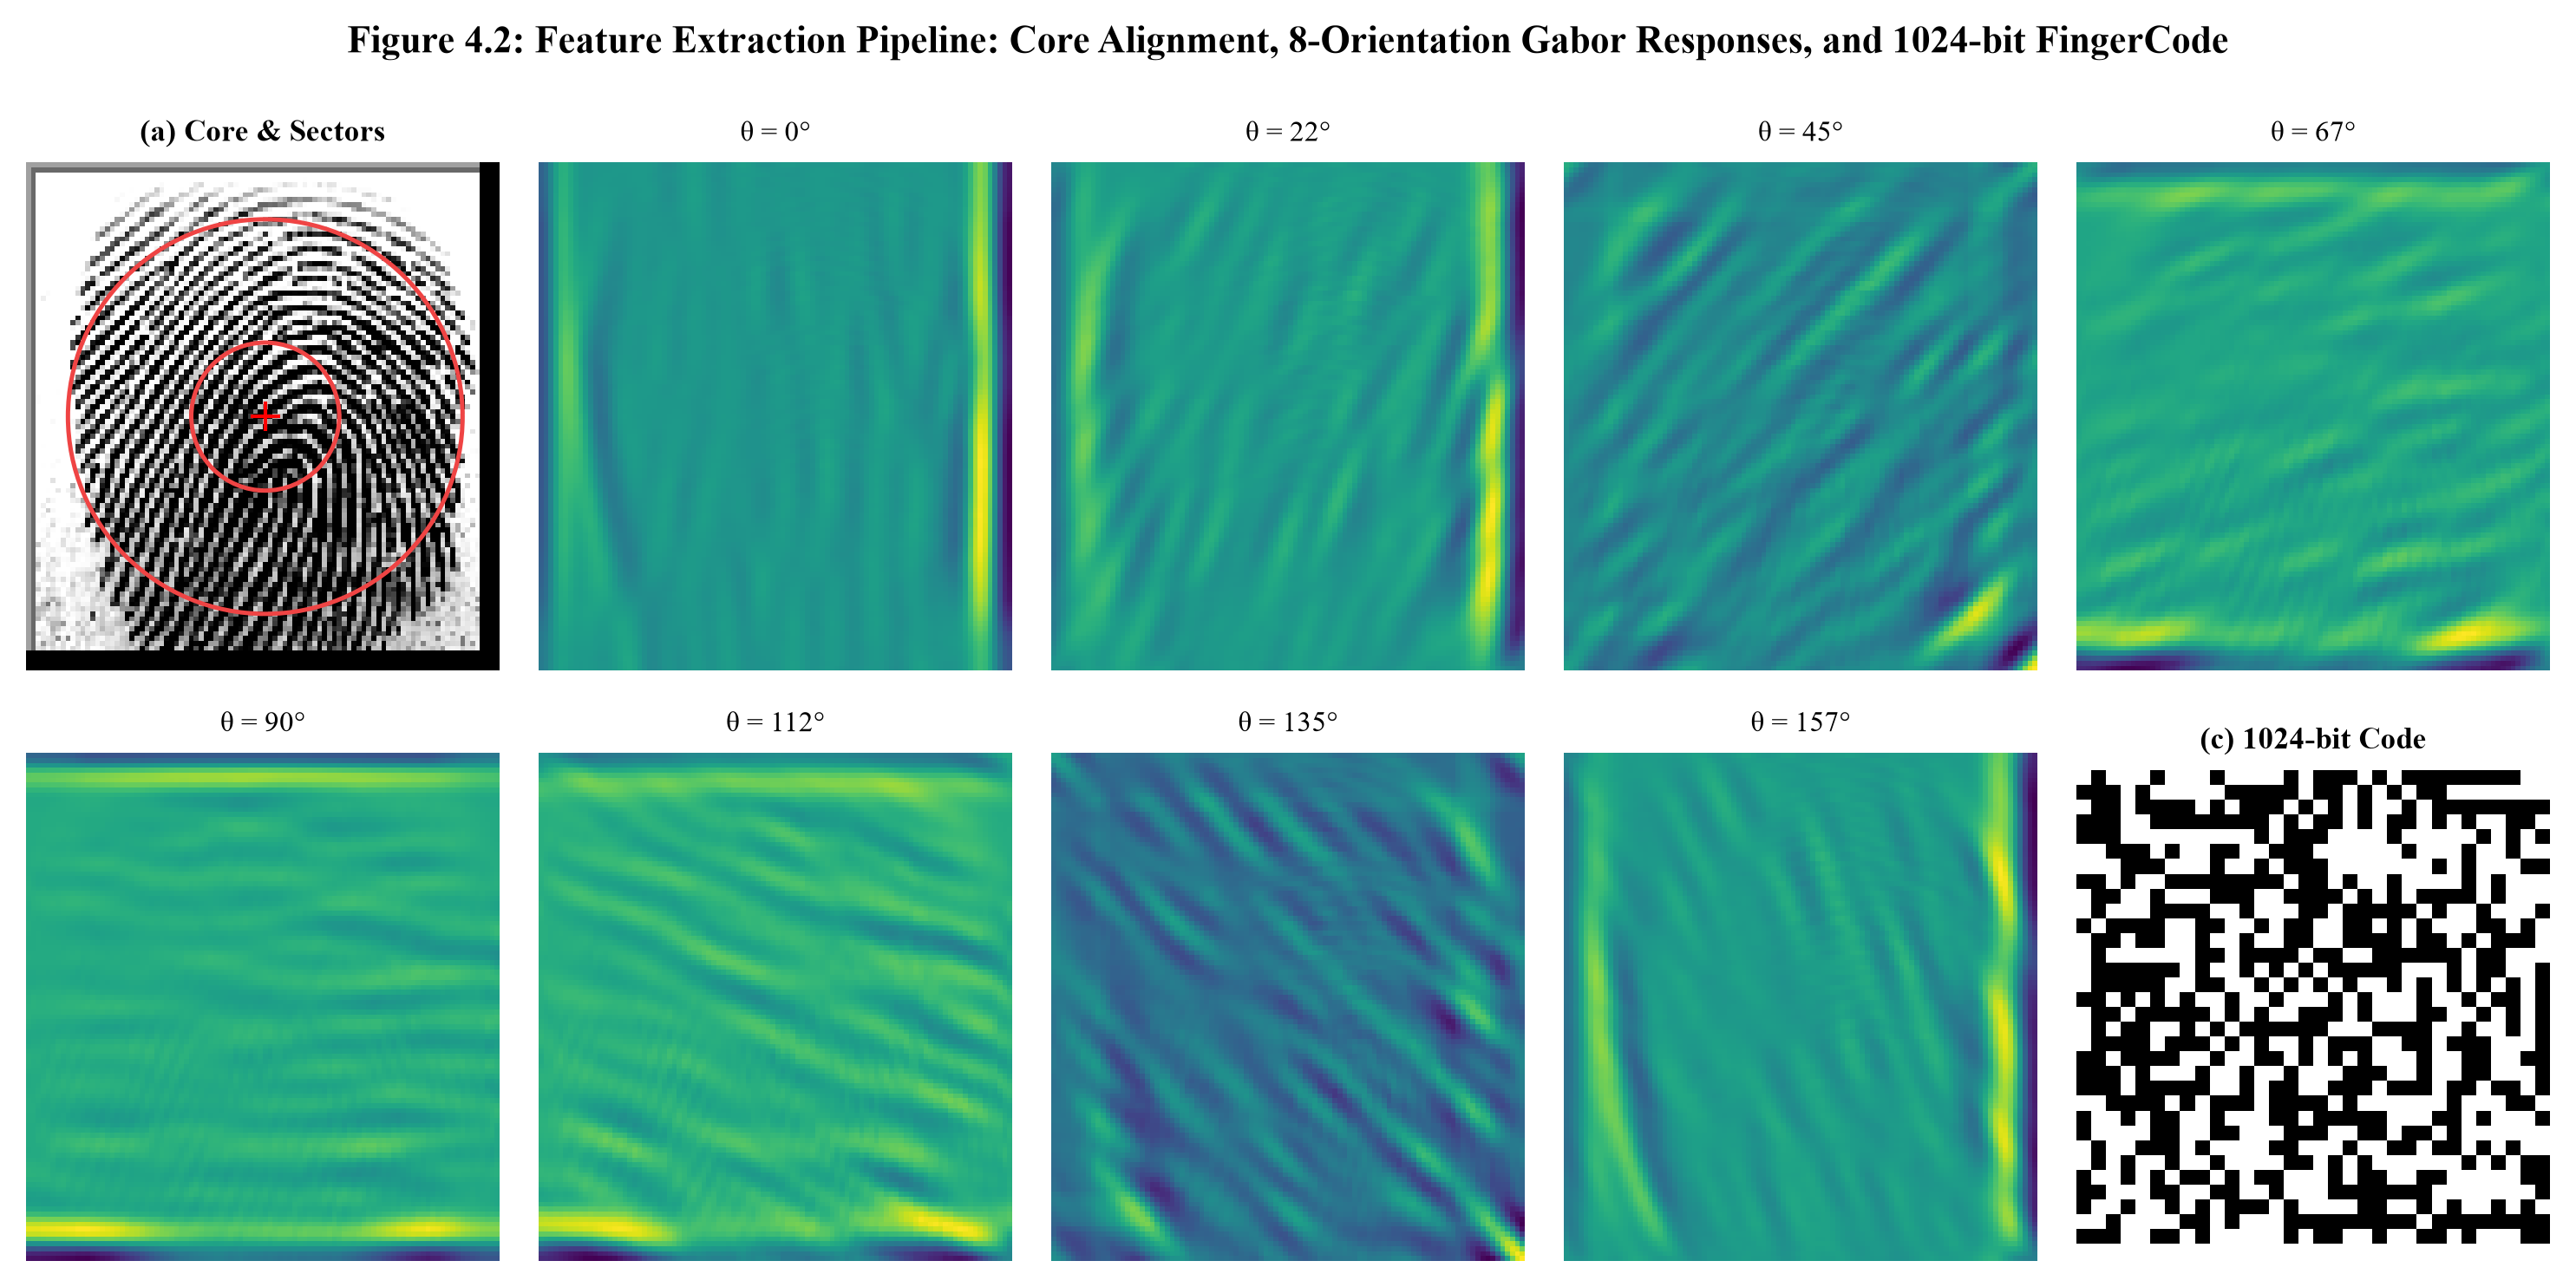 Figure 4.2: Feature Extraction Pipeline: Core Alignment, 8-Orientation Gabor Responses, and 1024-bit FingerCode
(a) Core & Sectors
θ = 0°
θ = 22°
θ = 45°
θ = 67°
θ = 90°
θ = 112°
θ = 135°
θ = 157°
(c) 1024-bit Code